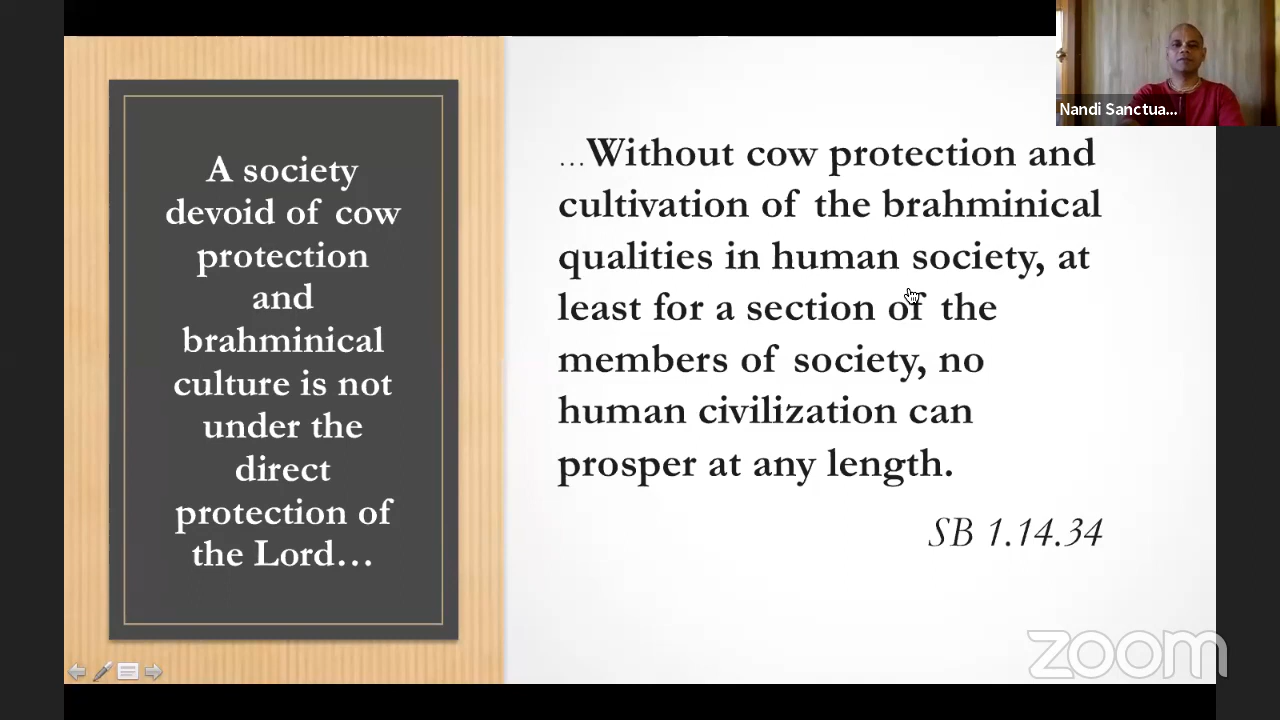 A society
devoid of cow
protection
and
brahminical
culture is not
under the
direct
protection of
the Lord…
…Without cow protection and
cultivation of the brahminical
qualities in human society, at
least for a section of the
members of society, no
human civilization can
prosper at any length.
SB 1.14.34
Nandi Sanctua...
zoom